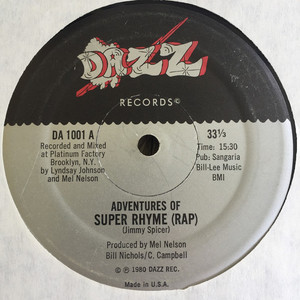 DAZZ
RECORDS©
DA 1001 A
Recorded and Mixed
at Platinum Factory
Brooklyn, N.Y.
by Lyndsay Johnson
and Mel Nelson
33⅓
Time: 15:30
Pub: Sangaria
Bill-Lee Music
BMI
ADVENTURES OF
SUPER RHYME (RAP)
(Jimmy Spicer)
Produced by Mel Nelson
Bill Nichols/C. Campbell
© ℗ 1980 DAZZ REC.
Made in U.S.A.